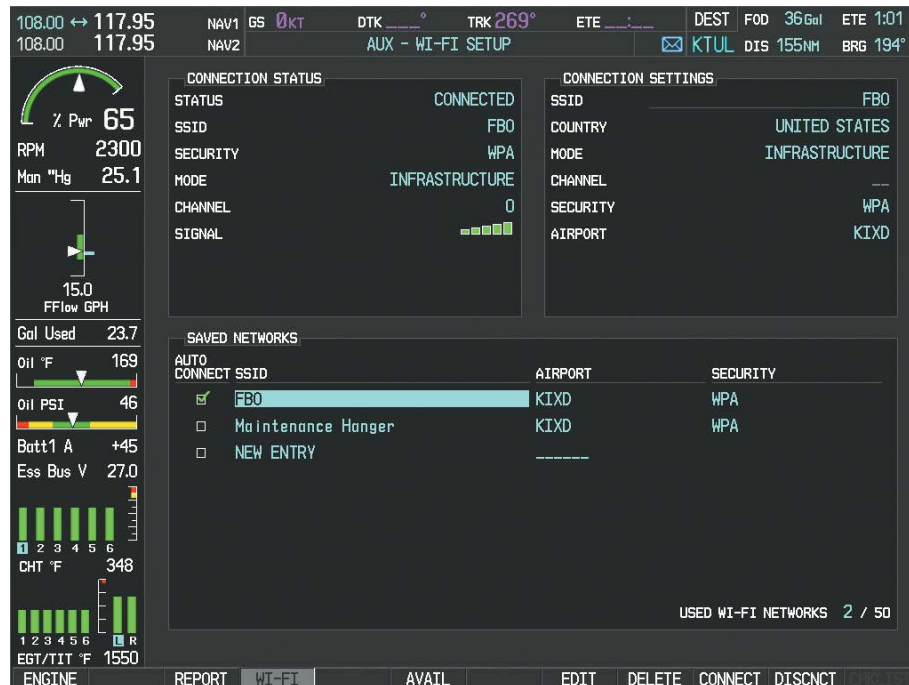 108.00 ↔ 117.95 NAV1 GS 0KT DTK ___° TRK 269° ETE __:__ DEST FOD 36Gal ETE 1:01
108.00 117.95 NAV2 AUX - WI-FI SETUP KTUL DIS 155NM BRG 194°
% Pwr 65
RPM 2300
Man "Hg 25.1
15.0
FFlow GPH
Gal Used 23.7
Oil °F 169
Oil PSI 46
Batt1 A +45
Ess Bus V 27.0
1 2 3 4 5 6
CHT °F 348
1 2 3 4 5 6 L R
EGT/TIT °F 1550
CONNECTION STATUS
STATUS CONNECTED
SSID FBO
SECURITY WPA
MODE INFRASTRUCTURE
CHANNEL 0
SIGNAL
CONNECTION SETTINGS
SSID FBO
COUNTRY UNITED STATES
MODE INFRASTRUCTURE
CHANNEL __
SECURITY WPA
AIRPORT KIXD
SAVED NETWORKS
AUTO
CONNECT SSID AIRPORT SECURITY
FBO KIXD WPA
Maintenance Hanger KIXD WPA
NEW ENTRY ______
USED WI-FI NETWORKS 2 / 50
ENGINE REPORT WI-FI AVAIL EDIT DELETE CONNECT DISCNCT CHKLIST